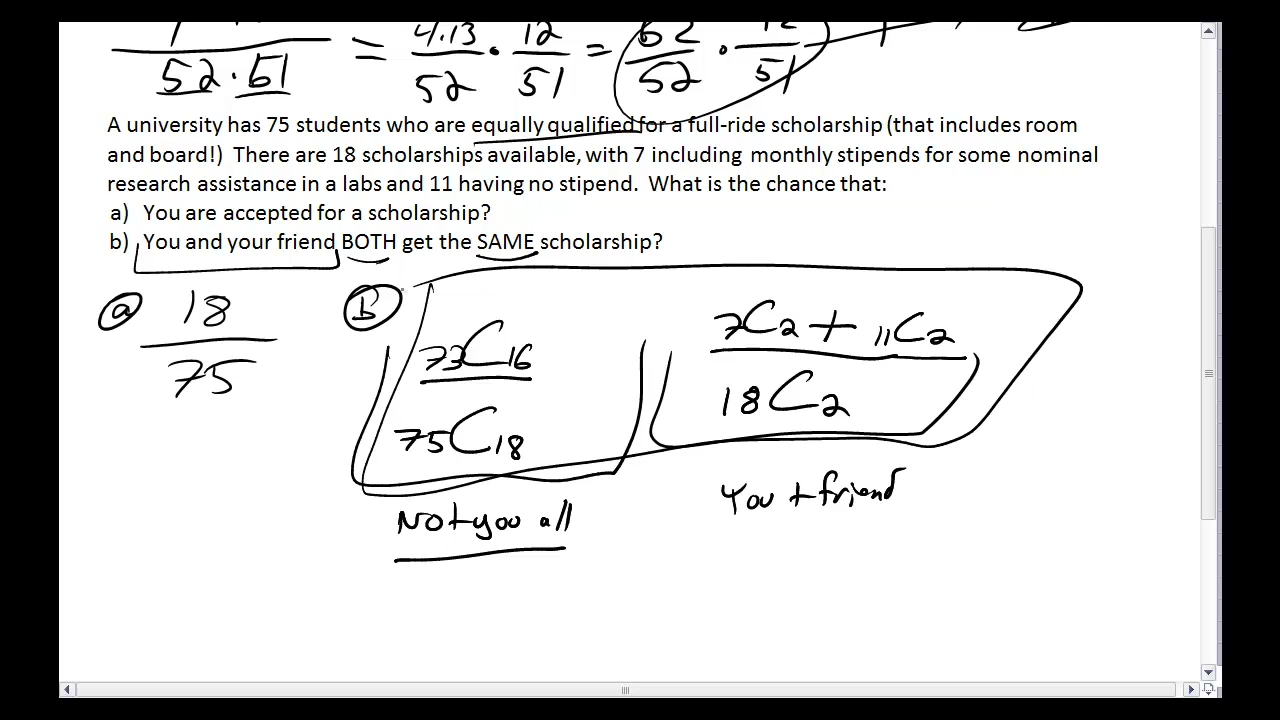 52 · 51 = 4·13 / 52 · 12 / 51 = 52 / 52 · 12 / 51
A university has 75 students who are equally qualified for a full-ride scholarship (that includes room
and board!) There are 18 scholarships available, with 7 including monthly stipends for some nominal
research assistance in a labs and 11 having no stipend. What is the chance that:
a) You are accepted for a scholarship?
b) You and your friend BOTH get the SAME scholarship?
a 18 / 75
B 73C16 / 75C18
7C2 + 11C2 / 18C2
Not you all
You + friend